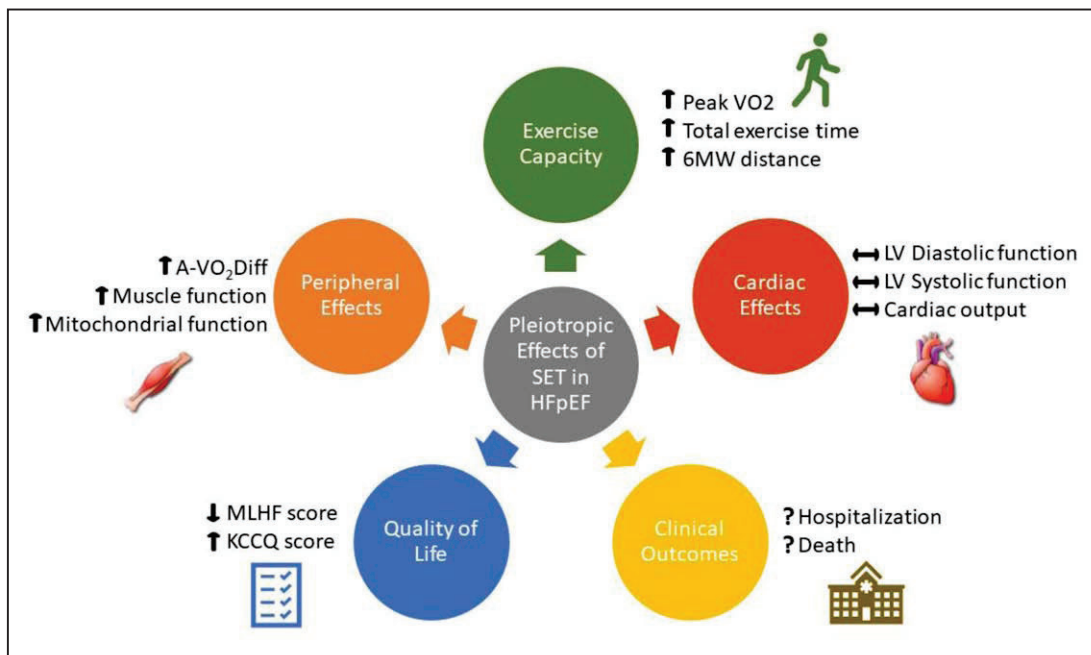 Exercise
Capacity
⬆ Peak VO2
⬆ Total exercise time
⬆ 6MW distance
⬆ A-VO₂Diff
⬆ Muscle function
⬆ Mitochondrial function
Peripheral
Effects
Cardiac
Effects
↔ LV Diastolic function
↔ LV Systolic function
↔ Cardiac output
Pleiotropic
Effects of
SET in
HFpEF
⬇ MLHF score
⬆ KCCQ score
Quality of
Life
Clinical
Outcomes
? Hospitalization
? Death